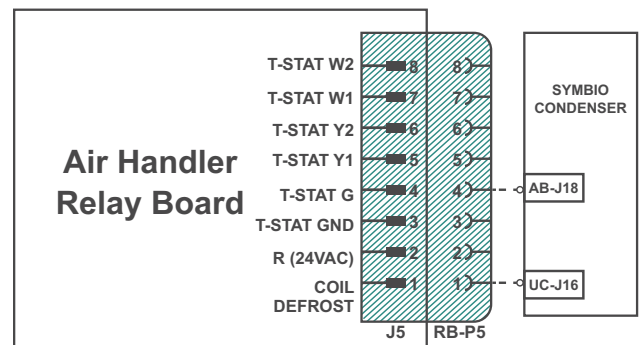 Air Handler
Relay Board
T-STAT W2
T-STAT W1
T-STAT Y2
T-STAT Y1
T-STAT G
T-STAT GND
R (24VAC)
COIL
DEFROST
8
7
6
5
4
3
2
1
J5
8
7
6
5
4
3
2
1
RB-P5
SYMBIO
CONDENSER
AB-J18
UC-J16